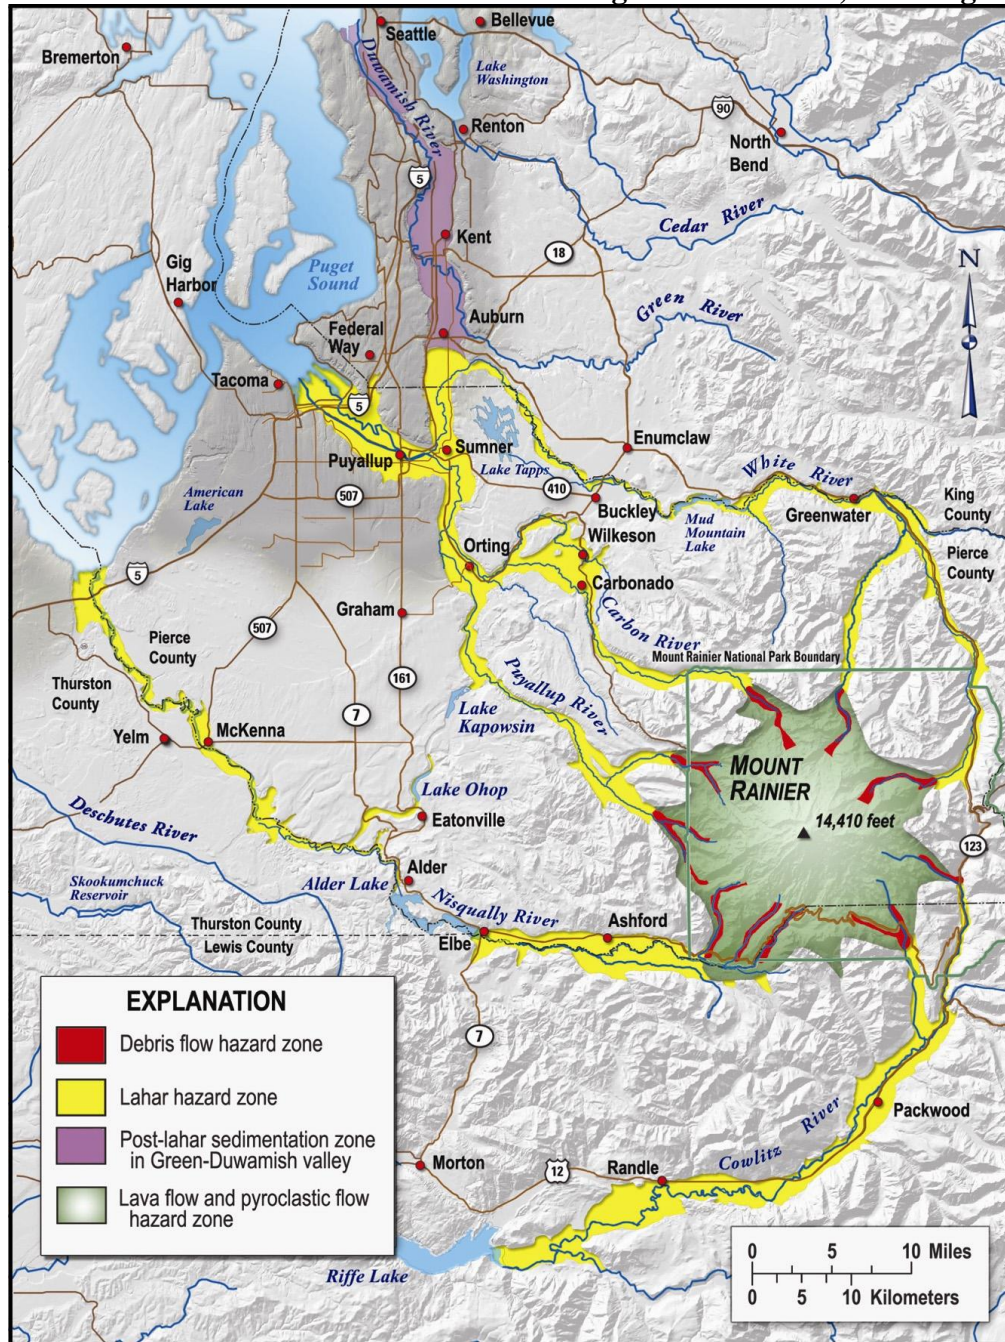 Bremerton
Seattle
Bellevue
Duwamish River
Lake
Washington
Renton
90
North
Bend
5
Cedar River
Kent
18
N
Gig
Harbor
Puget
Sound
Green River
Auburn
Federal
Way
Tacoma
5
Enumclaw
Sumner
Puyallup
Lake Tapps
White River
410
507
American
Lake
Buckley
Greenwater
King
County
Mud
Mountain
Lake
Wilkeson
Orting
Pierce
County
5
Carbonado
Graham
Carbon River
507
Pierce
County
Mount Rainier National Park Boundary
Puyallup River
161
Thurston
County
Lake
Kapowsin
7
Yelm
McKenna
MOUNT
RAINIER
Lake Ohop
Deschutes River
14,410 feet
Eatonville
123
Alder
Skookumchuck
Reservoir
Alder Lake
Nisqually River
Thurston County
Lewis County
Elbe
Ashford
EXPLANATION
Debris flow hazard zone
Lahar hazard zone
Post-lahar sedimentation zone
in Green-Duwamish valley
Lava flow and pyroclastic flow
hazard zone
7
Packwood
Cowlitz River
Morton
12
Randle
Riffe Lake
0 5 10 Miles
0 5 10 Kilometers